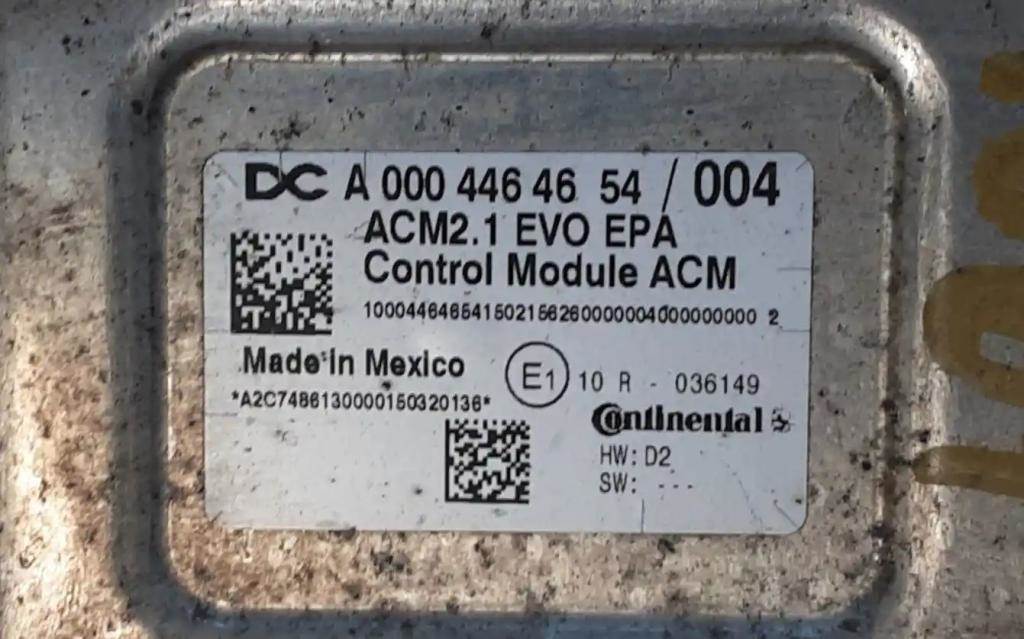 DC A 000 446 46 54 / 004
ACM2.1 EVO EPA
Control Module ACM
100044646541502156260000004000000000 2
Made in Mexico
*A2C7486130000150320136*
E1 10 R - 036149
Continental
HW: D2
SW: ---